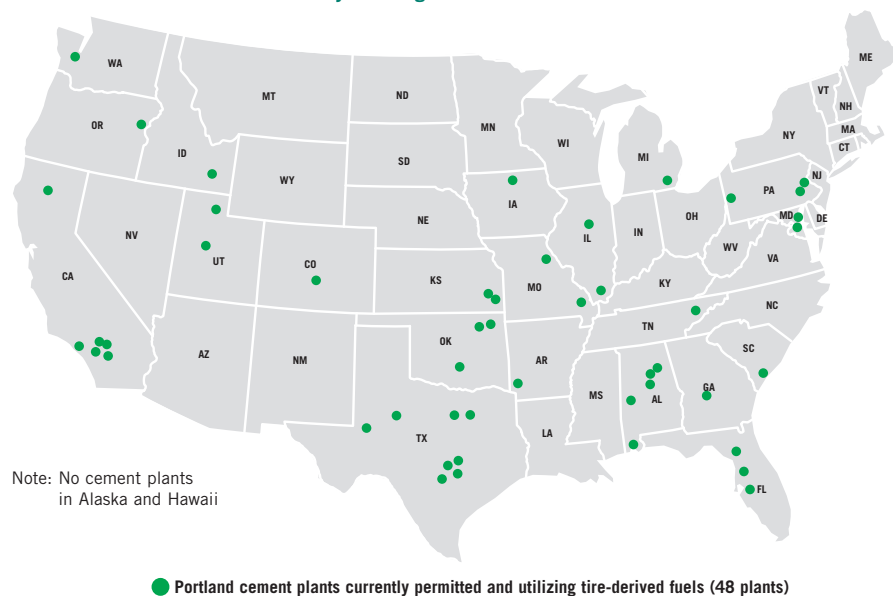 WA
ME
MT
ND
VT
NH
OR
MN
MA
NY
CT
ID
WI
SD
MI
WY
NJ
PA
IA
NE
OH
MD
DE
NV
IL
IN
UT
WV
CO
VA
CA
KS
MO
KY
NC
TN
OK
AZ
NM
AR
SC
MS
AL
GA
LA
TX
Note: No cement plants
in Alaska and Hawaii
FL
Portland cement plants currently permitted and utilizing tire-derived fuels (48 plants)